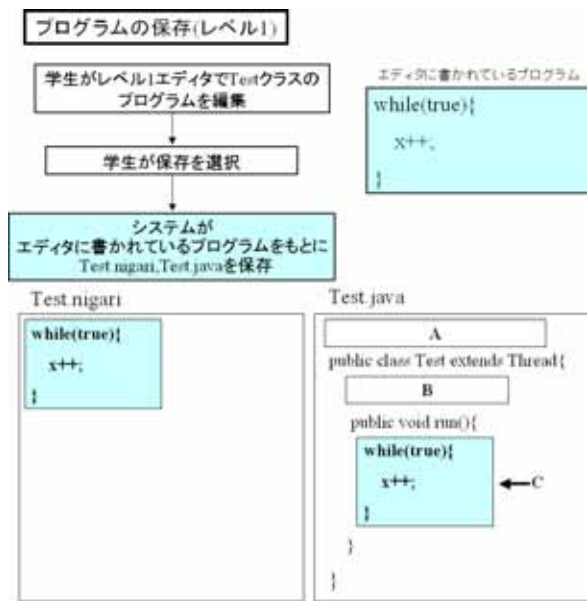 プログラムの保存(レベル1)
学生がレベル1エディタでTestクラスの
プログラムを編集
学生が保存を選択
システムが
エディタに書かれているプログラムをもとに
Test.nigari,Test.javaを保存
エディタに書かれているプログラム
while(true){
x++;
}
Test.nigari
while(true){
x++;
}
Test.java
A
public class Test extends Thread{
B
public void run(){
while(true){
x++;
}
C
}
}